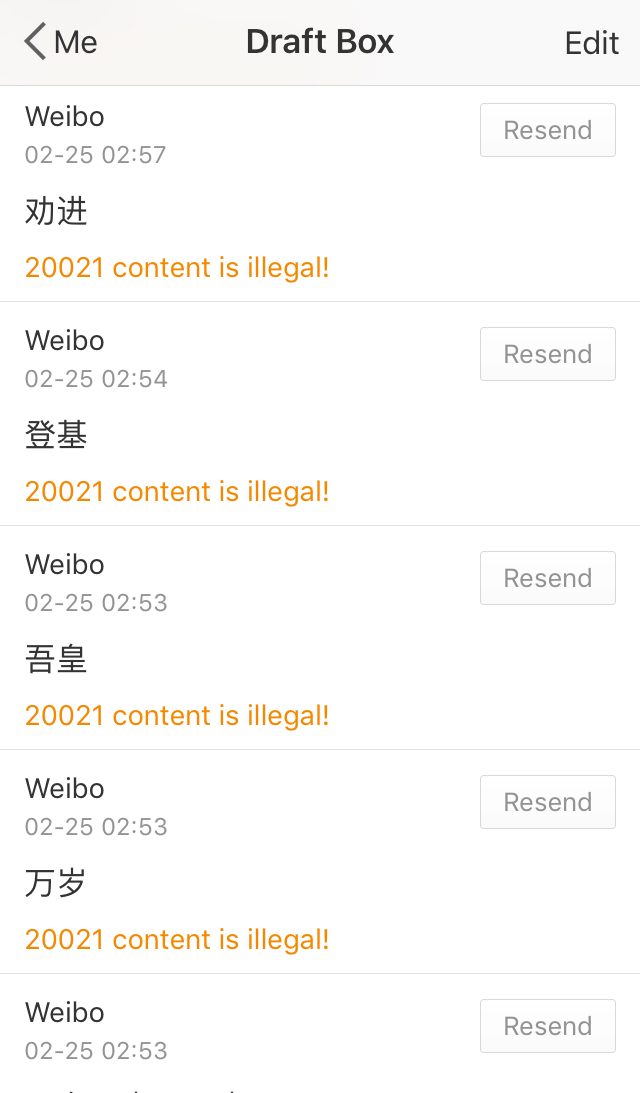 Me
Draft Box
Edit
Weibo
Resend
02-25 02:57
劝进
20021 content is illegal!
Weibo
Resend
02-25 02:54
登基
20021 content is illegal!
Weibo
Resend
02-25 02:53
吾皇
20021 content is illegal!
Weibo
Resend
02-25 02:53
万岁
20021 content is illegal!
Weibo
Resend
02-25 02:53